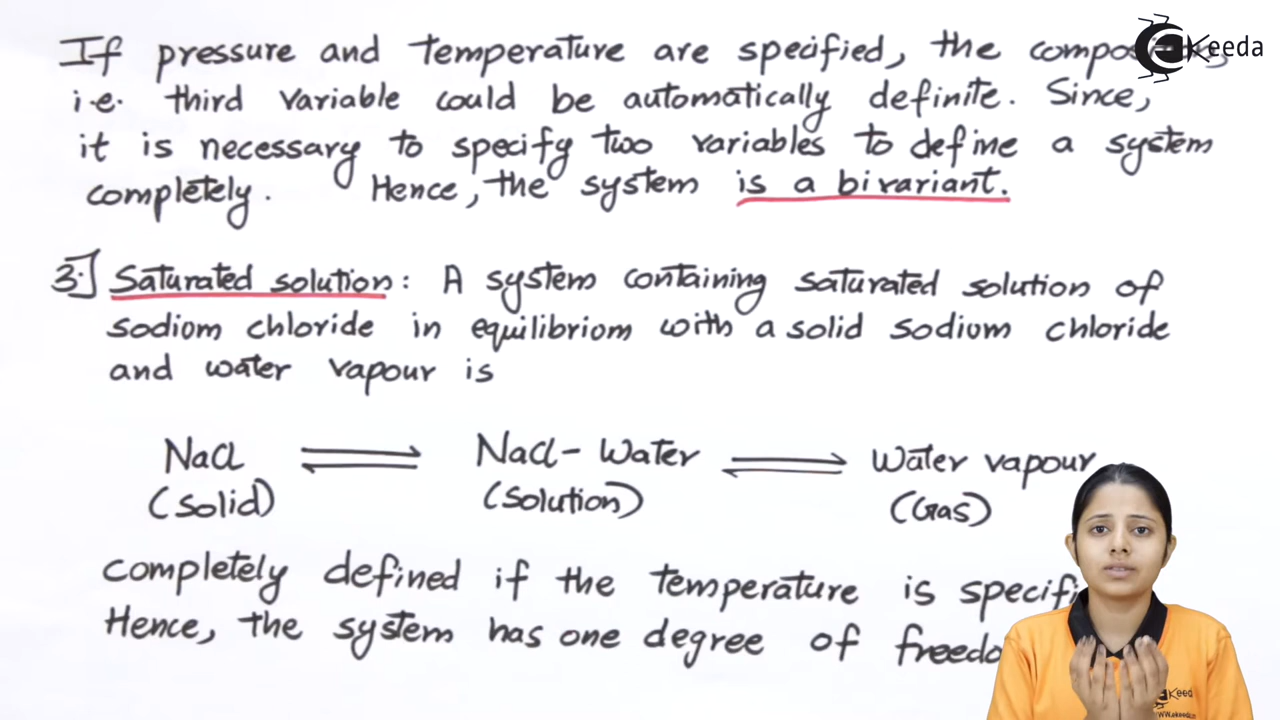 If pressure and temperature are specified, the
Keeda
i.e. third variable could be automatically definite. Since,
it is necessary to specify two variables to define a system
completely. Hence, the system is a bivariant.
3. Saturated solution: A system containing saturated solution of
sodium chloride in equilibrium with a solid sodium chloride
and water vapour is
NaCl ⇌ NaCl - Water ⇌ Water vapour
(Solid) (Solution) (Gas)
completely defined if the temperature is
Hence, the system has one degree of
Keeda